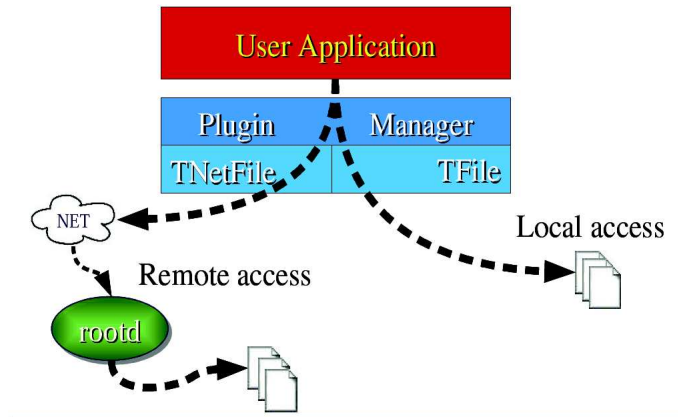 User Application
Plugin Manager
TNetFile TFile
NET
Local access
Remote access
rootd